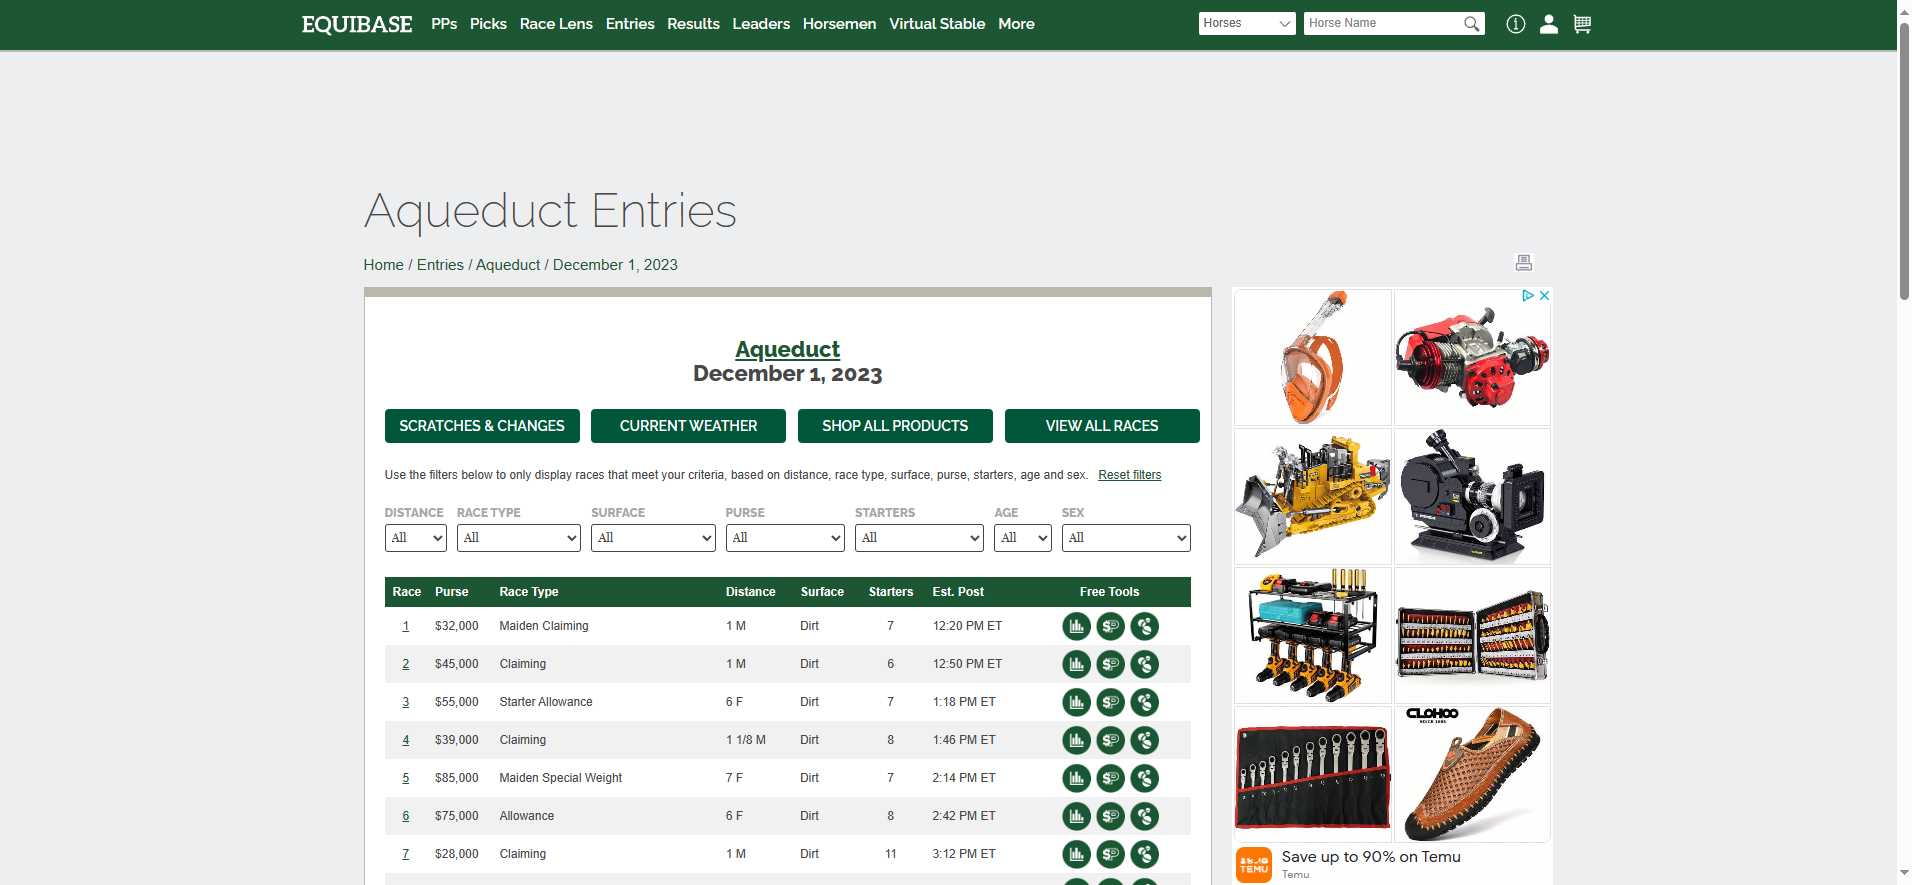 EQUIBASE PPs Picks Race Lens Entries Results Leaders Horsemen Virtual Stable More Horses Horse Name
Aqueduct Entries
Home / Entries / Aqueduct / December 1, 2023
Aqueduct
December 1, 2023
SCRATCHES & CHANGES CURRENT WEATHER SHOP ALL PRODUCTS VIEW ALL RACES
Use the filters below to only display races that meet your criteria, based on distance, race type, surface, purse, starters, age and sex. Reset filters
DISTANCE RACE TYPE SURFACE PURSE STARTERS AGE SEX
All All All All All All All
Race Purse Race Type Distance Surface Starters Est. Post Free Tools
1 $32,000 Maiden Claiming 1 M Dirt 7 12:20 PM ET
2 $45,000 Claiming 1 M Dirt 6 12:50 PM ET
3 $55,000 Starter Allowance 6 F Dirt 7 1:18 PM ET
4 $39,000 Claiming 1 1/8 M Dirt 8 1:46 PM ET
5 $85,000 Maiden Special Weight 7 F Dirt 7 2:14 PM ET
6 $75,000 Allowance 6 F Dirt 8 2:42 PM ET
7 $28,000 Claiming 1 M Dirt 11 3:12 PM ET
CLOHOO
SINCE 1985
TEMU
Save up to 90% on Temu
Temu